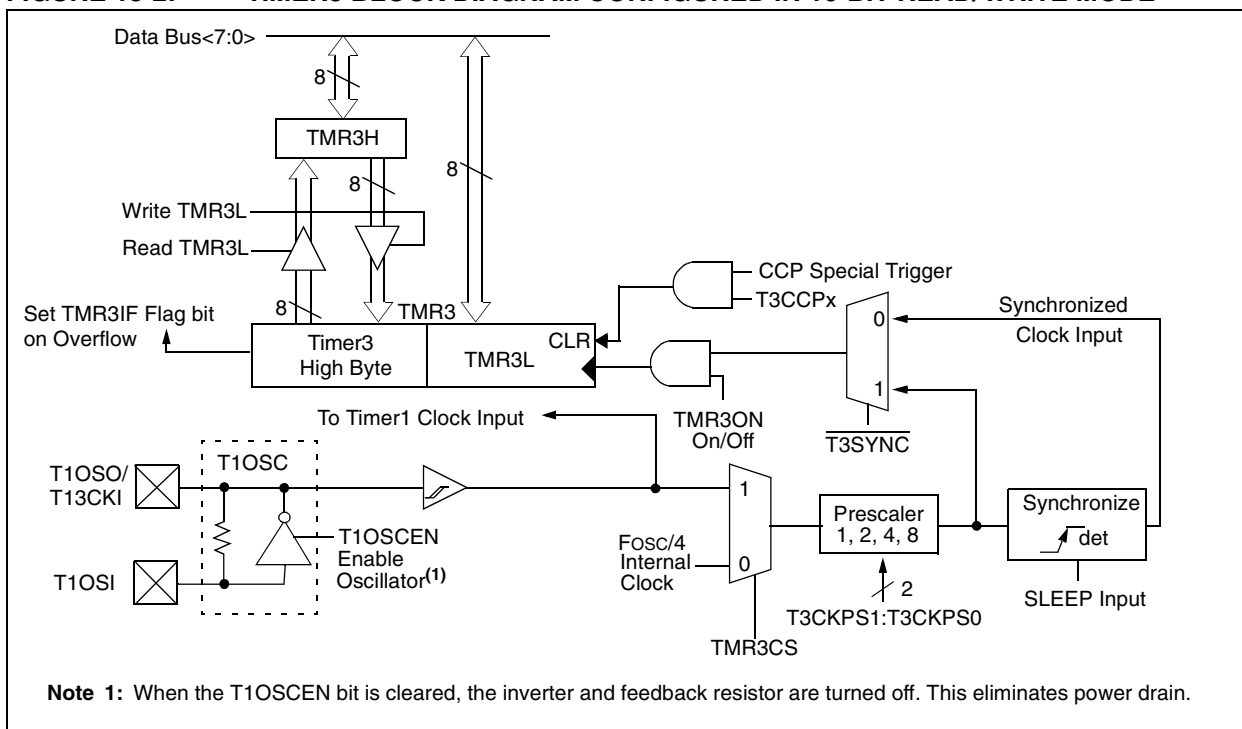 Data Bus<7:0>
8
TMR3H
8
8
Write TMR3L
Read TMR3L
8
TMR3
CCP Special Trigger
T3CCPx
Set TMR3IF Flag bit
on Overflow
Timer3
High Byte
TMR3L
CLR
0
1
Synchronized
Clock Input
TMR3ON
On/Off
T3SYNC
To Timer1 Clock Input
T1OSO/
T13CKI
T1OSC
T1OSI
T1OSCEN
Enable
Oscillator(1)
FOSC/4
Internal
Clock
1
0
TMR3CS
Prescaler
1, 2, 4, 8
2
T3CKPS1:T3CKPS0
Synchronize
det
SLEEP Input
Note 1: When the T1OSCEN bit is cleared, the inverter and feedback resistor are turned off. This eliminates power drain.